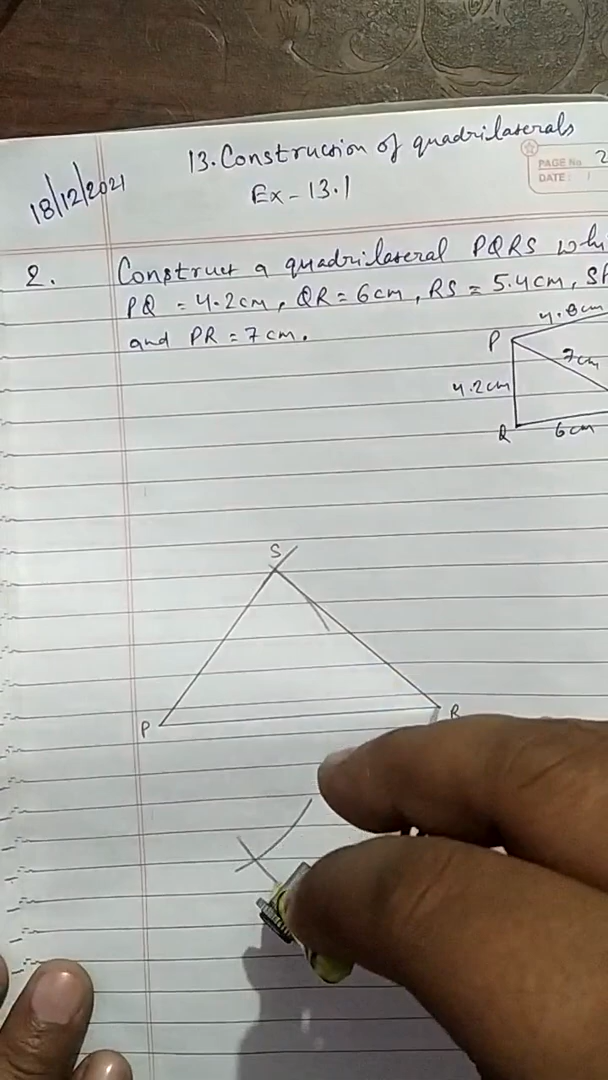 13. Construction of quadrilaterals
18/12/2021
Ex - 13.1
PAGE No 2
DATE:
2. Construct a quadrilateral PQRS
PQ = 4.2cm, QR = 6cm, RS = 5.4cm,
and PR = 7cm.
4.8cm
P
7cm
4.2cm
Q
6cm
S
P
R